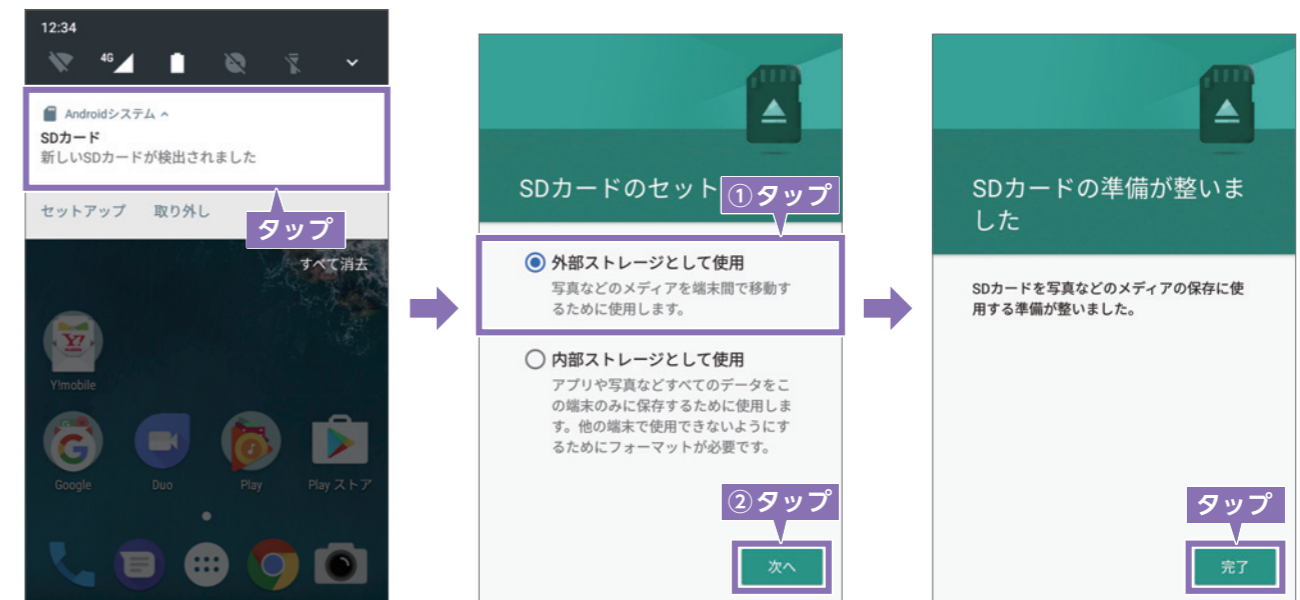 12:34
4G
Androidシステム
SDカード
新しいSDカードが検出されました
セットアップ 取り外し
タップ
すべて消去
Y!
Y!mobile
G
Google Duo Play Play ストア
SDカードのセット
①タップ
外部ストレージとして使用
写真などのメディアを端末間で移動す
るために使用します。
内部ストレージとして使用
アプリや写真などすべてのデータをこ
の端末のみに保存するために使用しま
す。他の端末で使用できないようにす
るためにフォーマットが必要です。
②タップ
次へ
SDカードの準備が整いま
した
SDカードを写真などのメディアの保存に使
用する準備が整いました。
タップ
完了